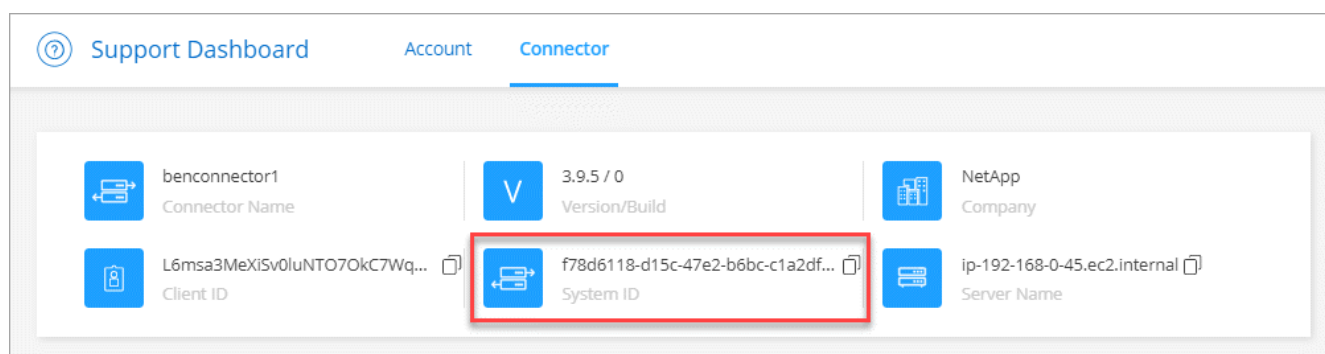 Support Dashboard Account Connector
benconnector1
Connector Name
V
3.9.5 / 0
Version/Build
NetApp
Company
L6msa3MeXiSv0luNTO7OkC7Wq...
Client ID
f78d6118-d15c-47e2-b6bc-c1a2df...
System ID
ip-192-168-0-45.ec2.internal
Server Name